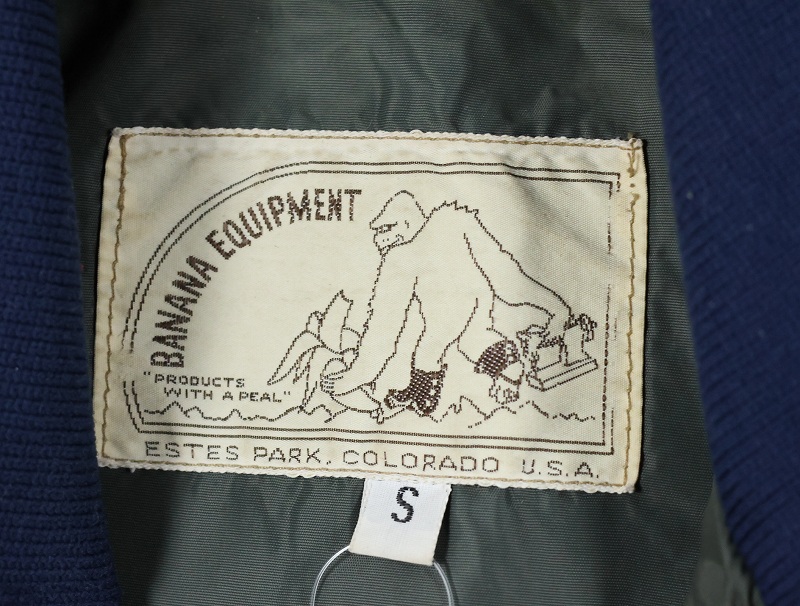 BANANA EQUIPMENT
"PRODUCTS
WITH A PEAL"
ESTES PARK, COLORADO U.S.A.
S